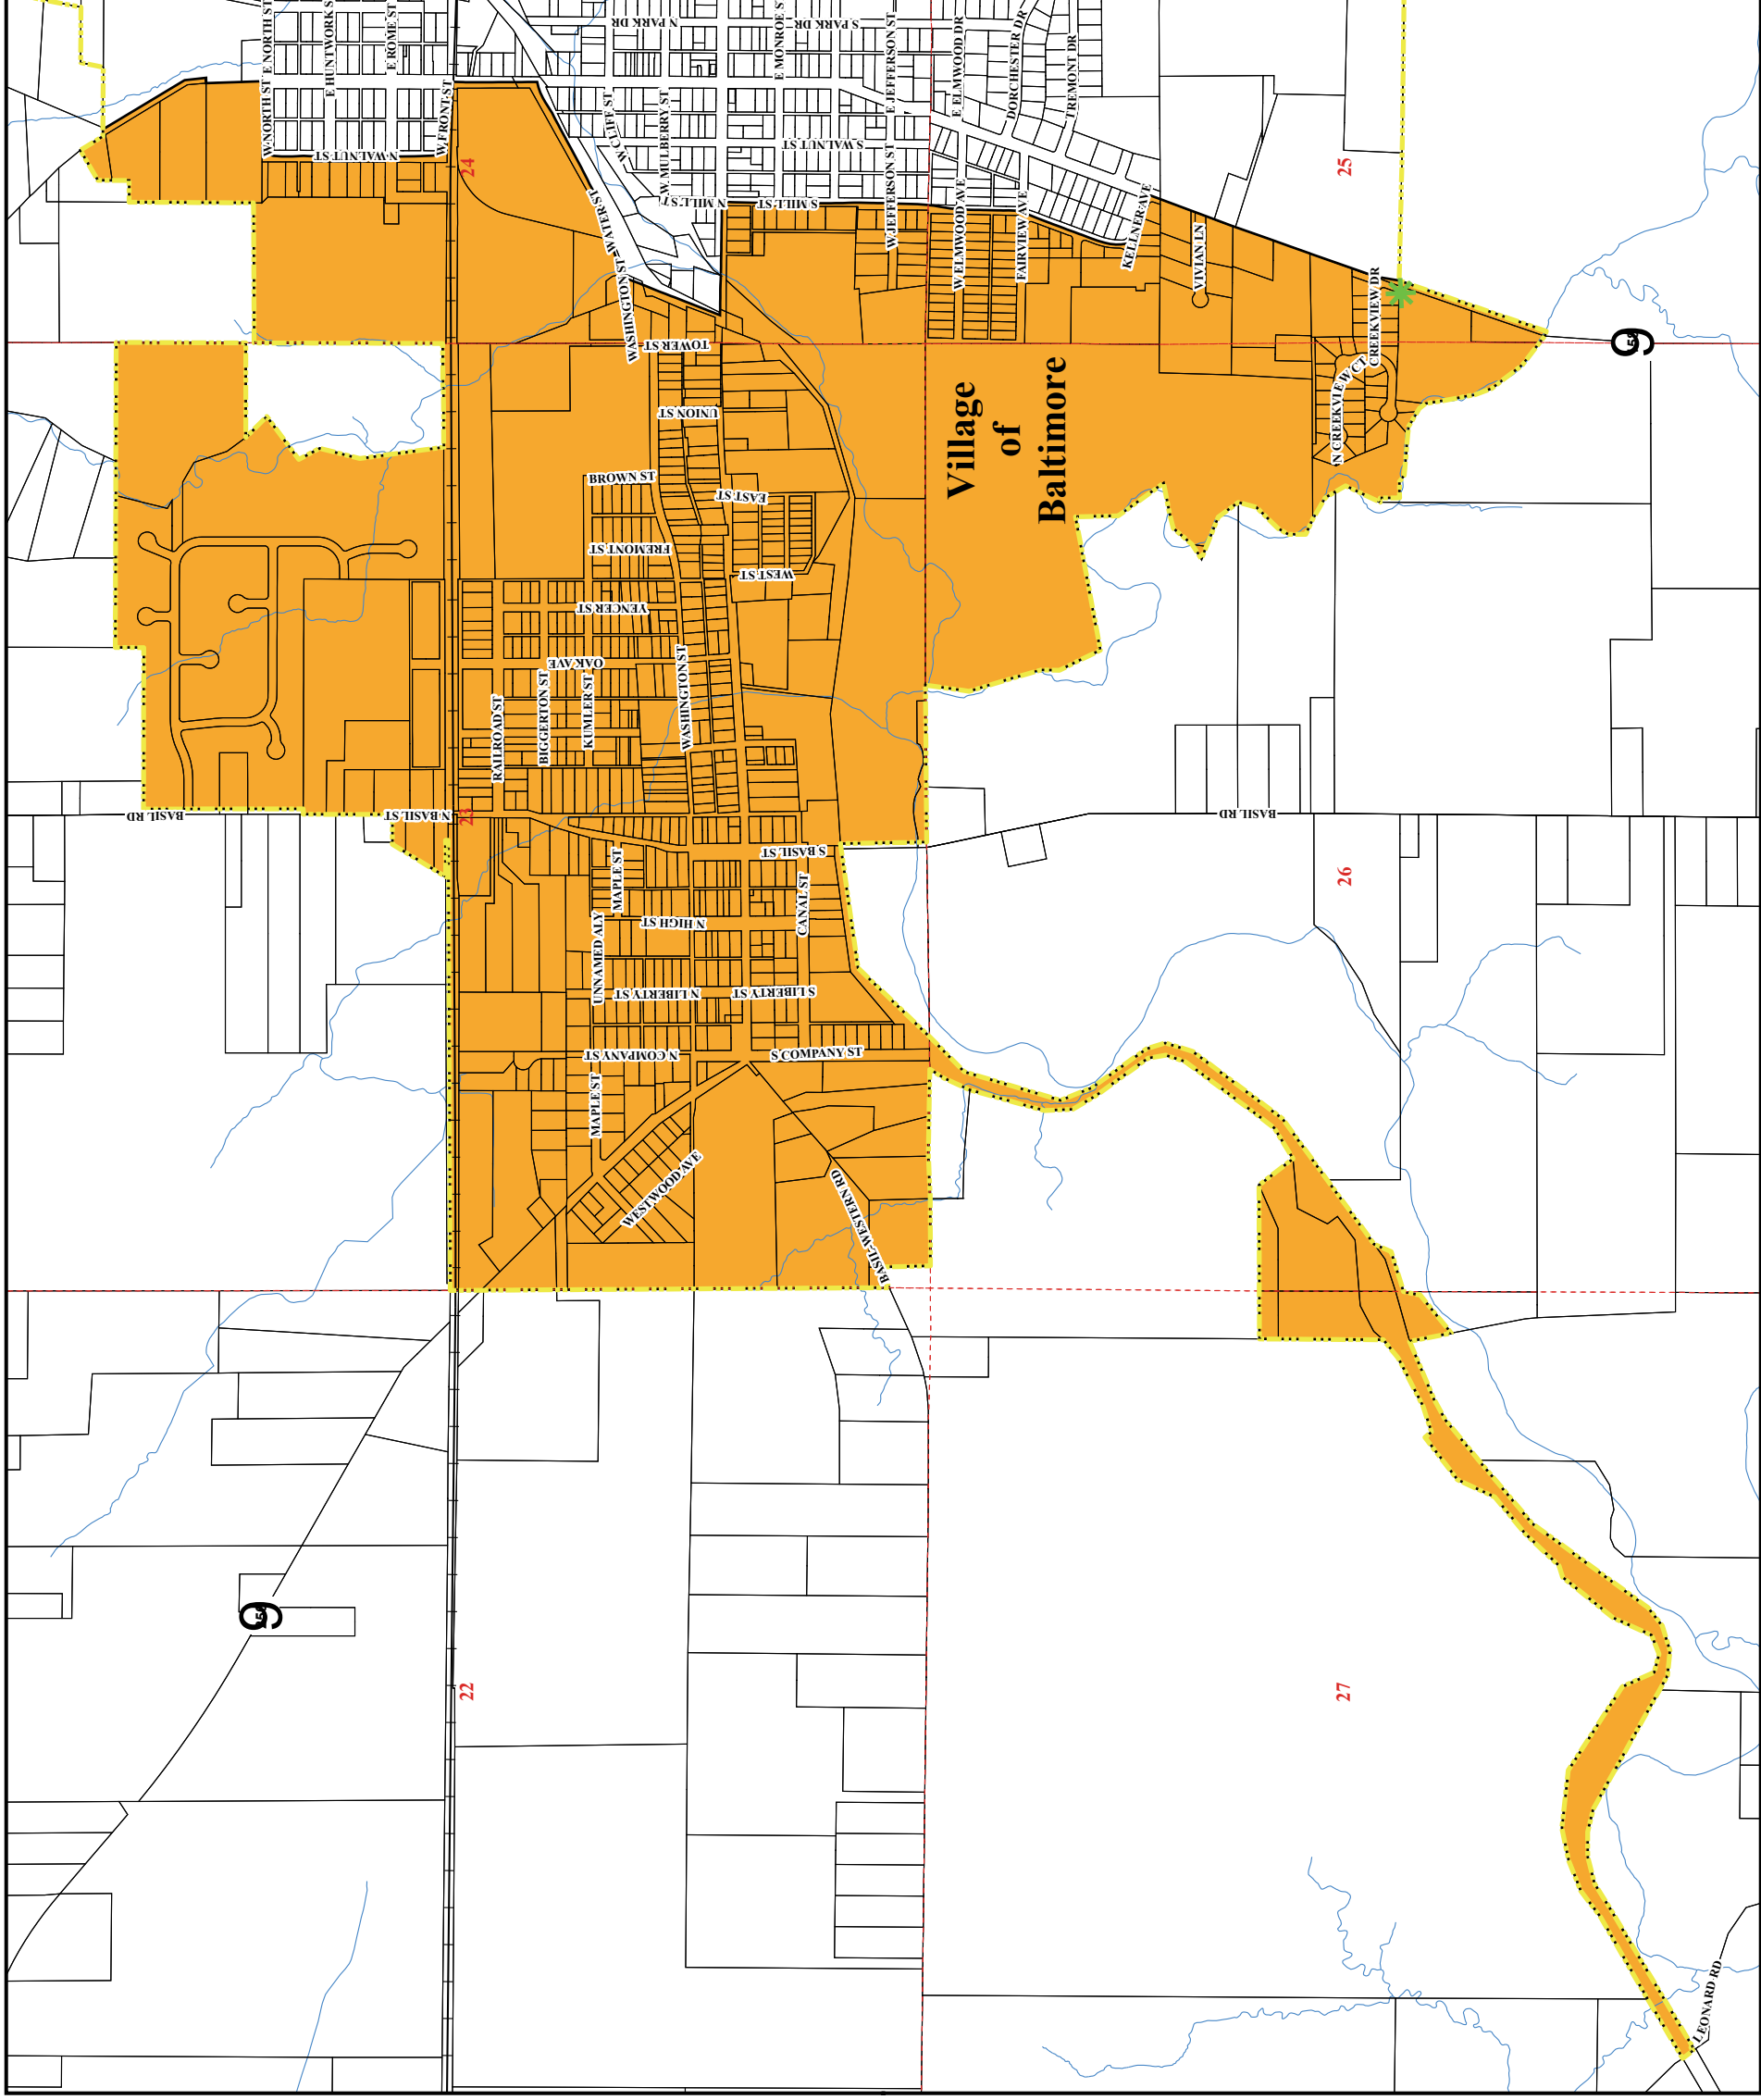 N PARK DR
S PARK DR
E NORTH ST
E HUNTWORK S
E ROME ST
E MONROE S
E JEFFERSON ST
E ELMWOOD DR
DORCHESTER DR
TREMONT DR
W NORTH ST
W FRONT ST
N WALNUT ST
W CLIFF ST
W MULBERRY ST
S WALNUT ST
24
25
N MILL ST
S MILL ST
W JEFFERSON ST
W ELMWOOD AVE
FAIRVIEW AVE
KELLNER AVE
VIVIAN LN
WATER ST
WASHINGTON ST
TOWER ST
CREEKVIEW DR
N CREEKVIEW CT
UNION ST
Village
of
Baltimore
BROWN ST
EAST ST
FREMONT ST
WEST ST
YENCER ST
OAK AVE
RAILROAD ST
BIGGERTON ST
KUMLER ST
WASHINGTON ST
BASIL RD
N BASIL ST
23
BASIL RD
S BASIL ST
MAPLE ST
CANAL ST
26
N HIGH ST
UNNAMED ALY
N LIBERTY ST
S LIBERTY ST
N COMPANY ST
S COMPANY ST
MAPLE ST
WESTWOOD AVE
BASIL-WESTERN RD
22
27
LEONARD RD